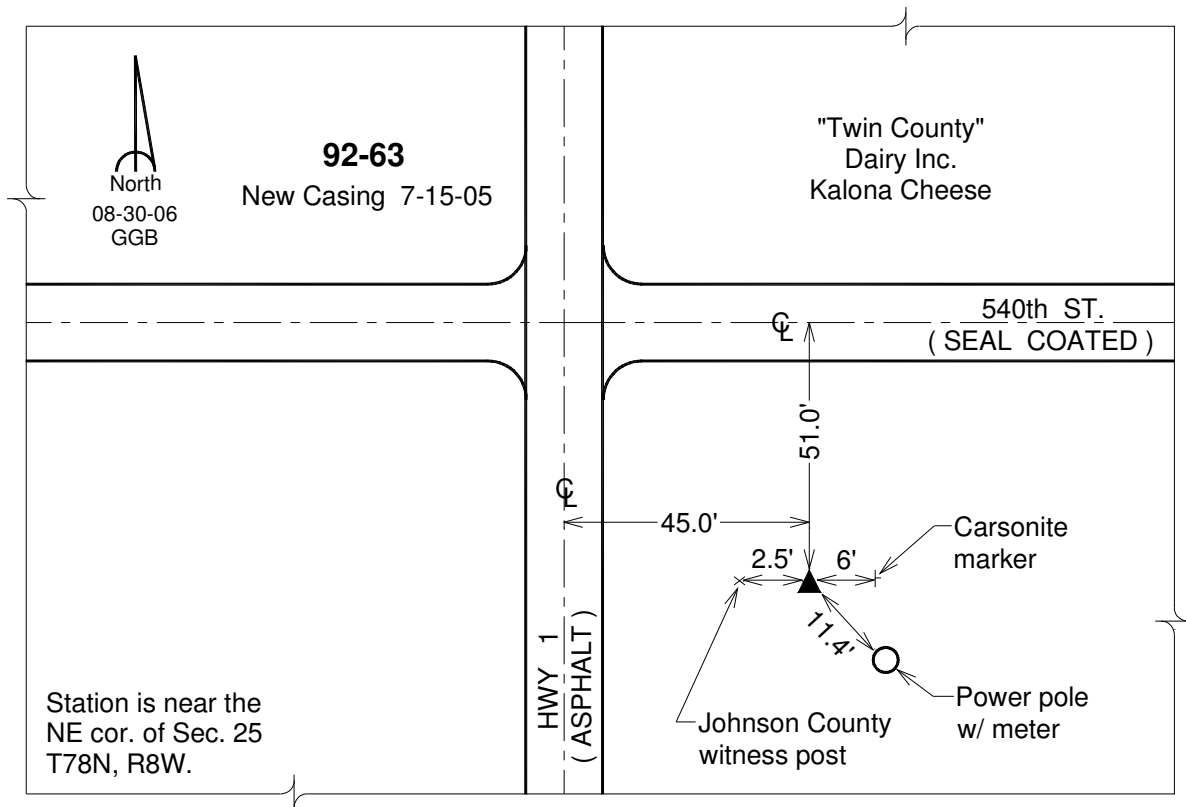 "Twin County"
Dairy Inc.
Kalona Cheese
92-63
New Casing 7-15-05
North
08-30-06
GGB
540th ST.
( SEAL COATED )
℄
51.0'
℄
45.0'
2.5'
6'
Carsonite
marker
11.4'
HWY 1
( ASPHALT )
Power pole
w/ meter
Johnson County
witness post
Station is near the
NE cor. of Sec. 25
T78N, R8W.